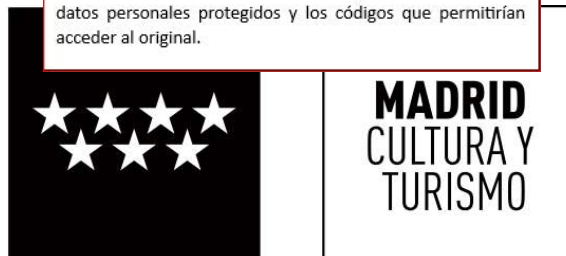 datos personales protegidos y los códigos que permitirían
acceder al original.
MADRID
CULTURA Y
TURISMO